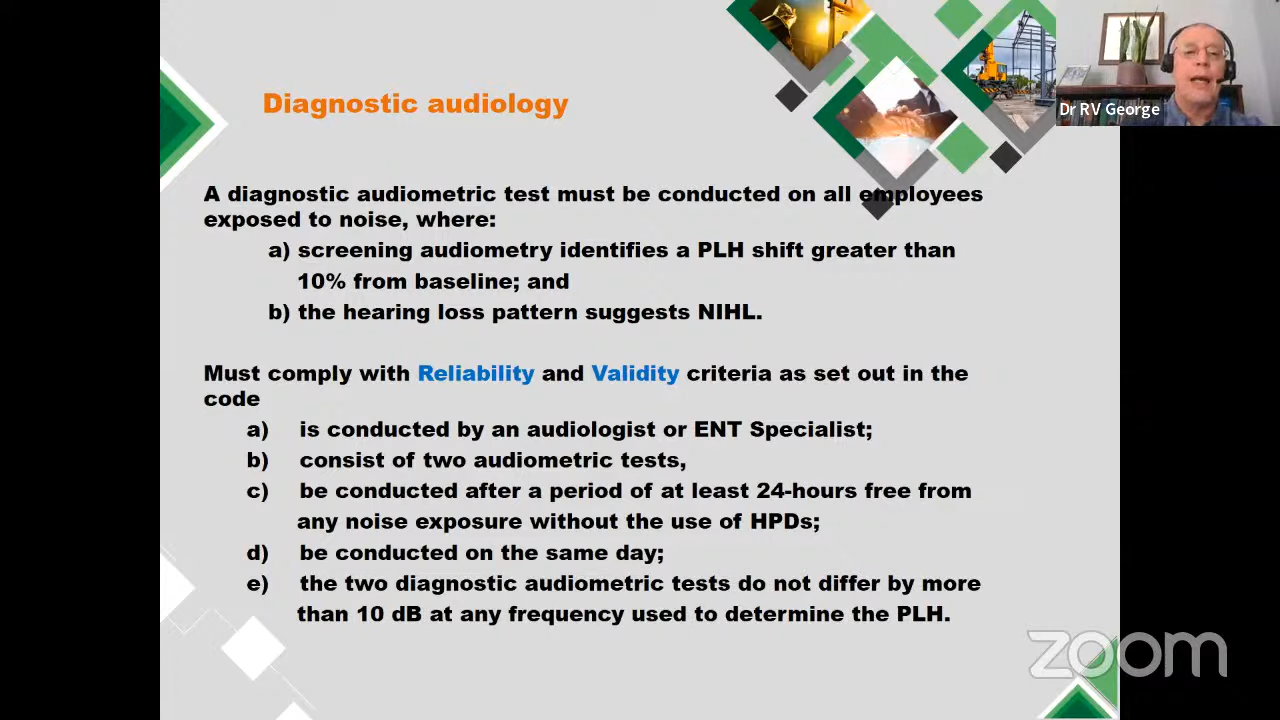 Diagnostic audiology
Dr RV George
A diagnostic audiometric test must be conducted on all employees
exposed to noise, where:
a) screening audiometry identifies a PLH shift greater than
10% from baseline; and
b) the hearing loss pattern suggests NIHL.
Must comply with Reliability and Validity criteria as set out in the
code
a) is conducted by an audiologist or ENT Specialist;
b) consist of two audiometric tests,
c) be conducted after a period of at least 24-hours free from
any noise exposure without the use of HPDs;
d) be conducted on the same day;
e) the two diagnostic audiometric tests do not differ by more
than 10 dB at any frequency used to determine the PLH.
zoom